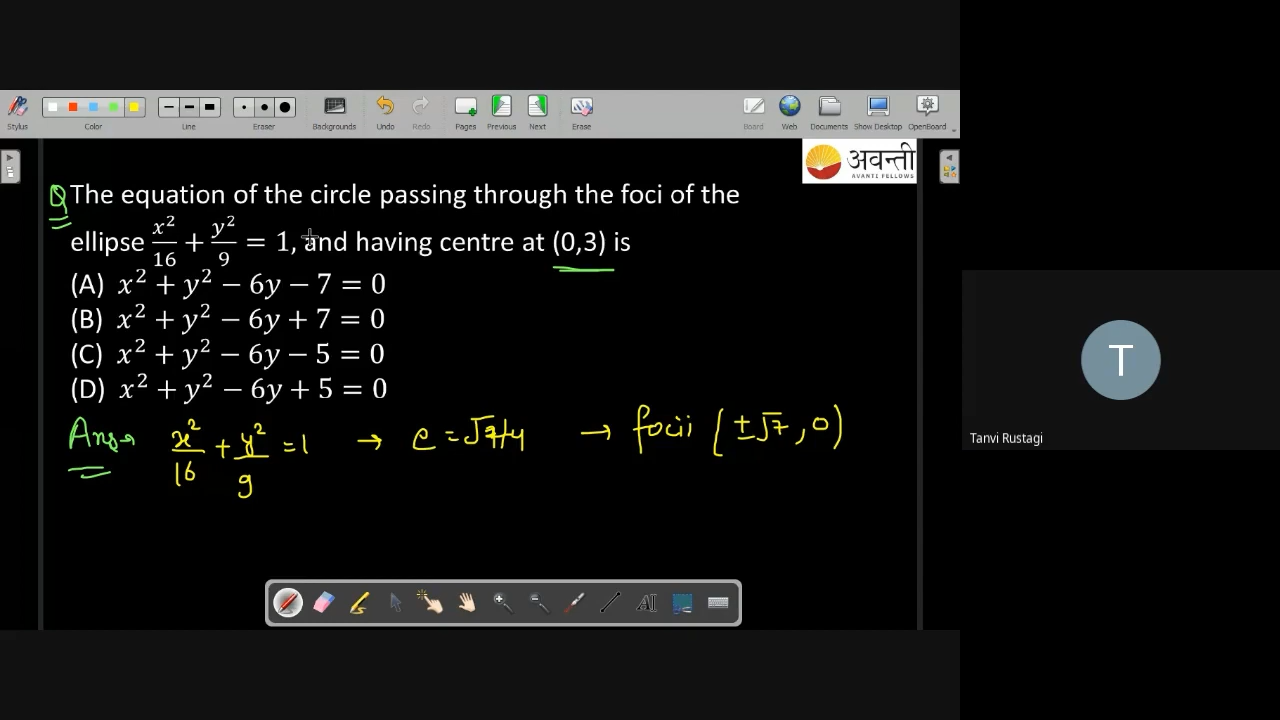 Stylus Color Line Eraser Backgrounds Undo Redo Pages Previous Next Erase Board Web Documents Show Desktop OpenBoard
अवन्ती
AVANTI FELLOWS
Q The equation of the circle passing through the foci of the
ellipse x²/16 + y²/9 = 1, and having centre at (0,3) is
(A) x² + y² − 6y − 7 = 0
(B) x² + y² − 6y + 7 = 0
(C) x² + y² − 6y − 5 = 0
(D) x² + y² − 6y + 5 = 0
Ans→ x²/16 + y²/9 = 1 → e = √7/4 → focii (±√7, 0)
AI
T
Tanvi Rustagi